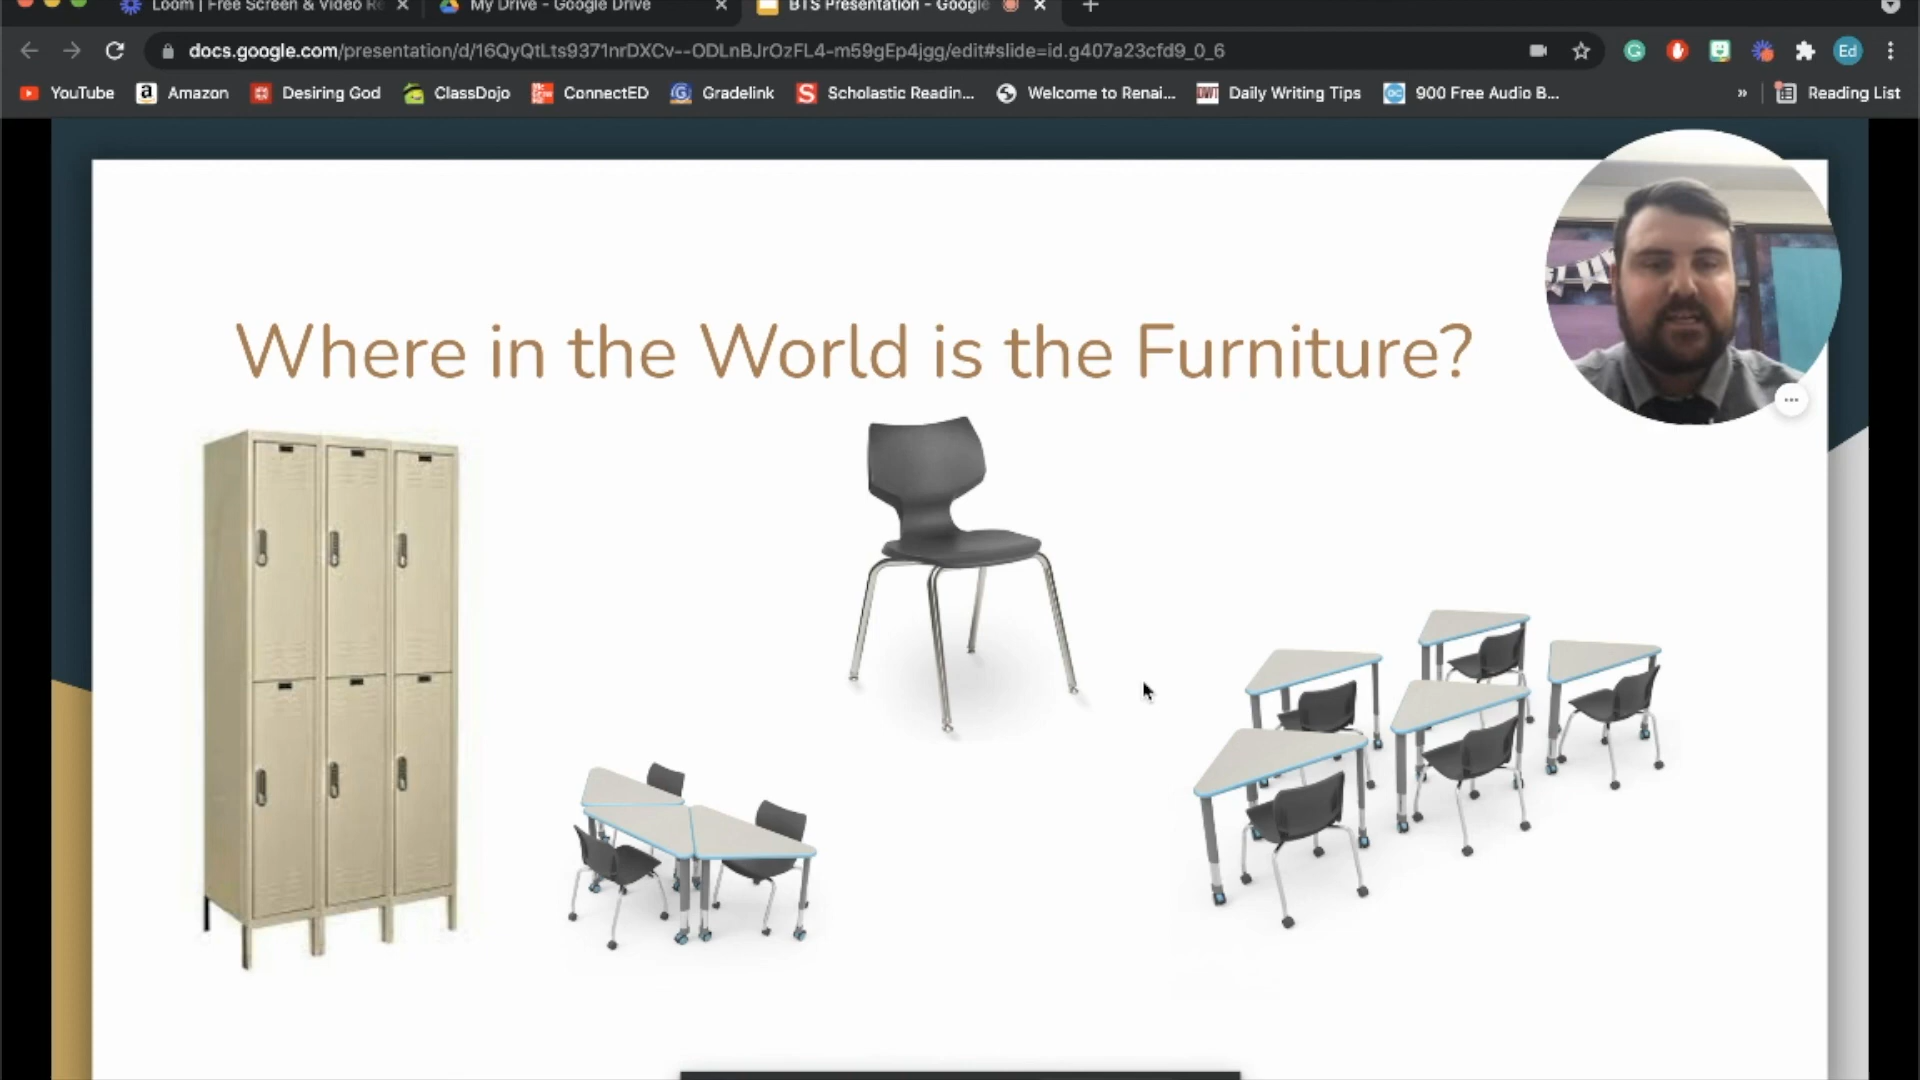 Loom | Free Screen & Video Re
My Drive - Google Drive
BTS Presentation - Google
docs.google.com/presentation/d/16QyQtLts9371nrDXCv--ODLnBJrOzFL4-m59gEp4jgg/edit#slide=id.g407a23cfd9_0_6
Ed
YouTube
Amazon
Desiring God
ClassDojo
ConnectED
Gradelink
Scholastic Readin...
Welcome to Renai...
Daily Writing Tips
900 Free Audio B...
»
Reading List
Where in the World is the Furniture?